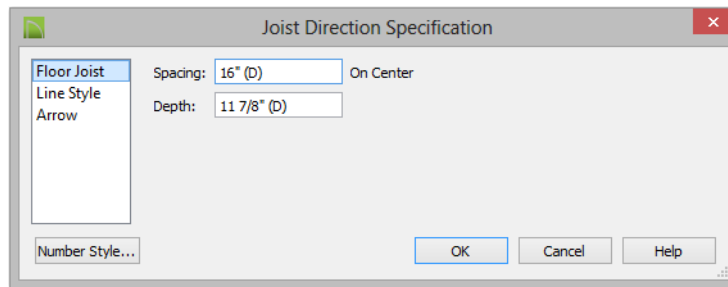 Joist Direction Specification
Floor Joist
Line Style
Arrow
Spacing: 16" (D) On Center
Depth: 11 7/8" (D)
Number Style...
OK Cancel Help